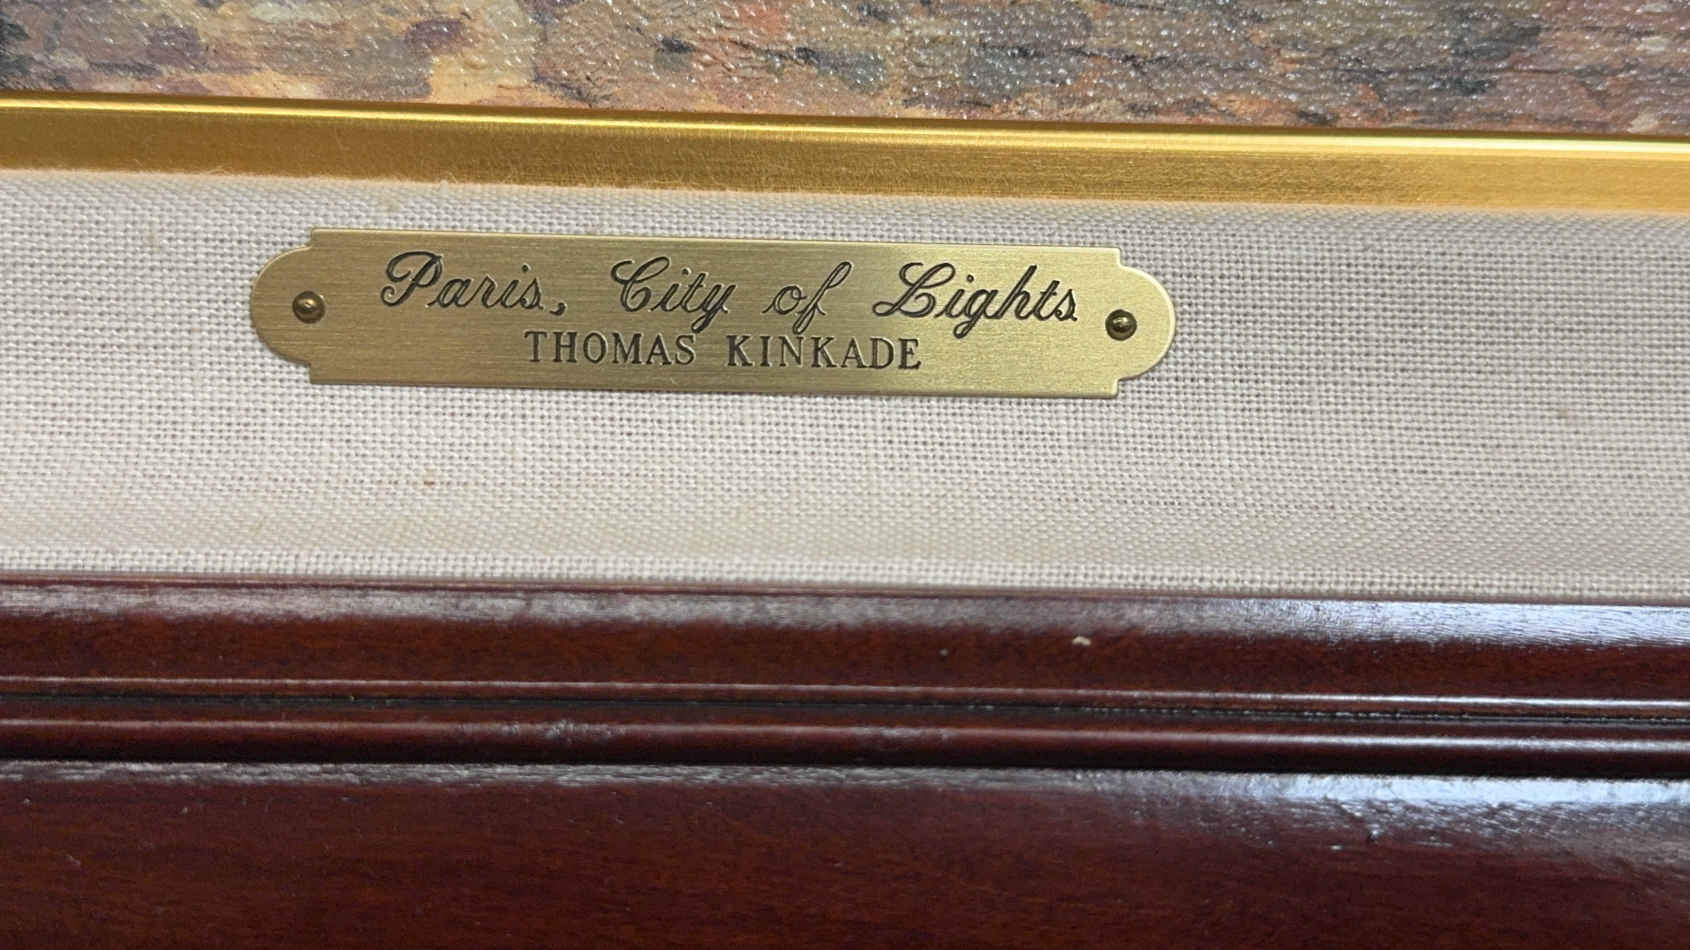 Paris, City of Lights
THOMAS KINKADE